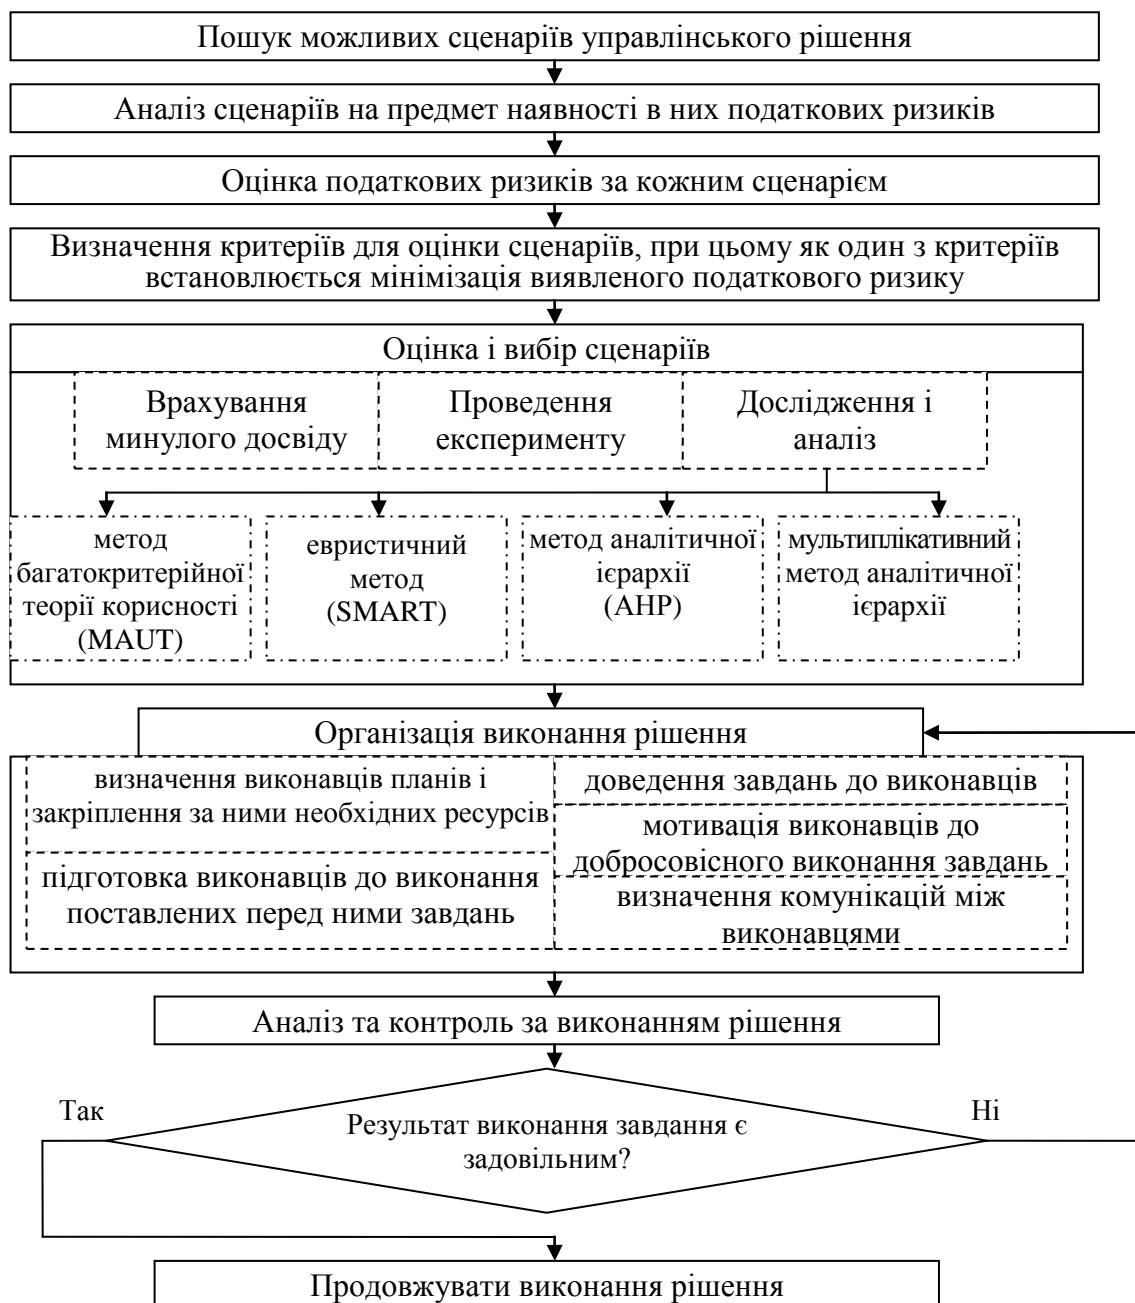 Пошук можливих сценаріїв управлінського рішення
Аналіз сценаріїв на предмет наявності в них податкових ризиків
Оцінка податкових ризиків за кожним сценарієм
Визначення критеріїв для оцінки сценаріїв, при цьому як один з критеріїв
встановлюється мінімізація виявленого податкового ризику
Оцінка і вибір сценаріїв
Врахування
минулого досвіду
Проведення
експерименту
Дослідження і
аналіз
метод
багатокритерійної
теорії корисності
(MAUT)
евристичний
метод
(SMART)
метод аналітичної
ієрархії
(AHP)
мультиплікативний
метод аналітичної
ієрархії
Організація виконання рішення
визначення виконавців планів і
закріплення за ними необхідних ресурсів
підготовка виконавців до виконання
поставлених перед ними завдань
доведення завдань до виконавців
мотивація виконавців до
добросовісного виконання завдань
визначення комунікацій між
виконавцями
Аналіз та контроль за виконанням рішення
Так
Результат виконання завдання є
задовільним?
Ні
Продовжувати виконання рішення